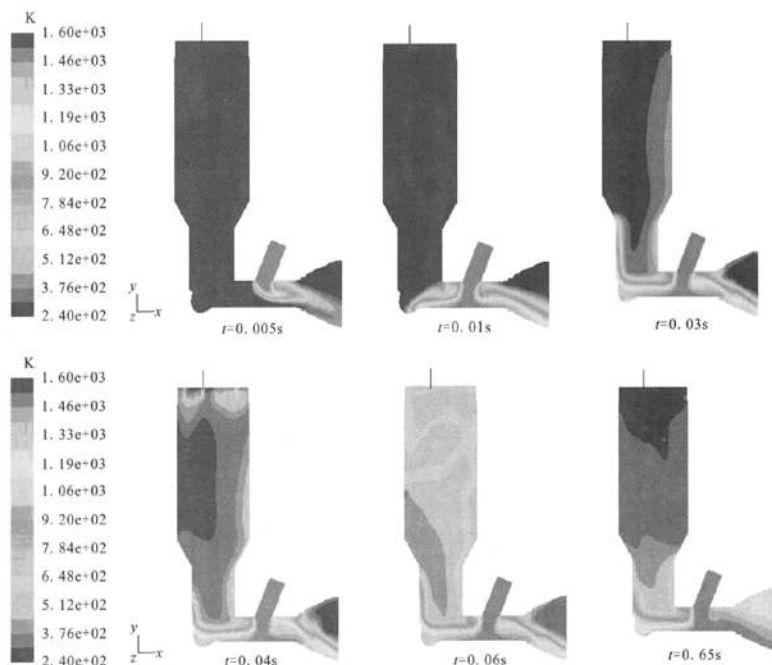 K
1. 60e+03
1. 46e+03
1. 33e+03
1. 19e+03
1. 06e+03
9. 20e+02
7. 84e+02
6. 48e+02
5. 12e+02
3. 76e+02
2. 40e+02
y
z x
t=0. 005s
t=0. 01s
t=0. 03s
K
1. 60e+03
1. 46e+03
1. 33e+03
1. 19e+03
1. 06e+03
9. 20e+02
7. 84e+02
6. 48e+02
5. 12e+02
3. 76e+02
2. 40e+02
y
z x
t=0. 04s
t=0. 06s
t=0. 65s